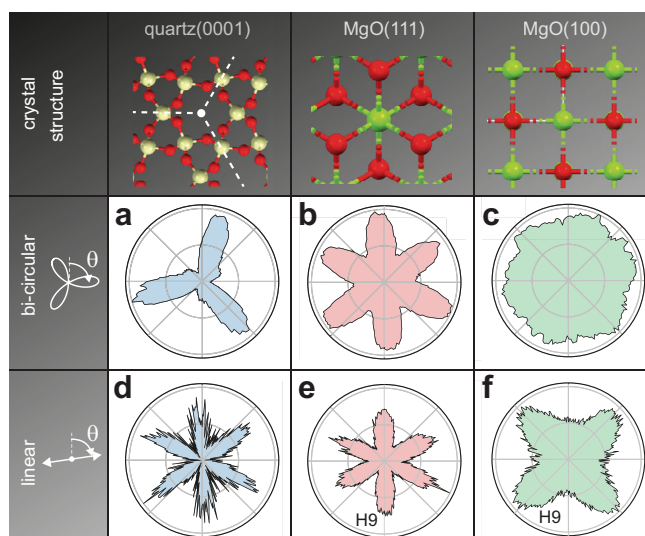 quartz(0001)
MgO(111)
MgO(100)
crystal
structure
bi-circular
θ
a
b
c
linear
θ
d
e
f
H9
H9